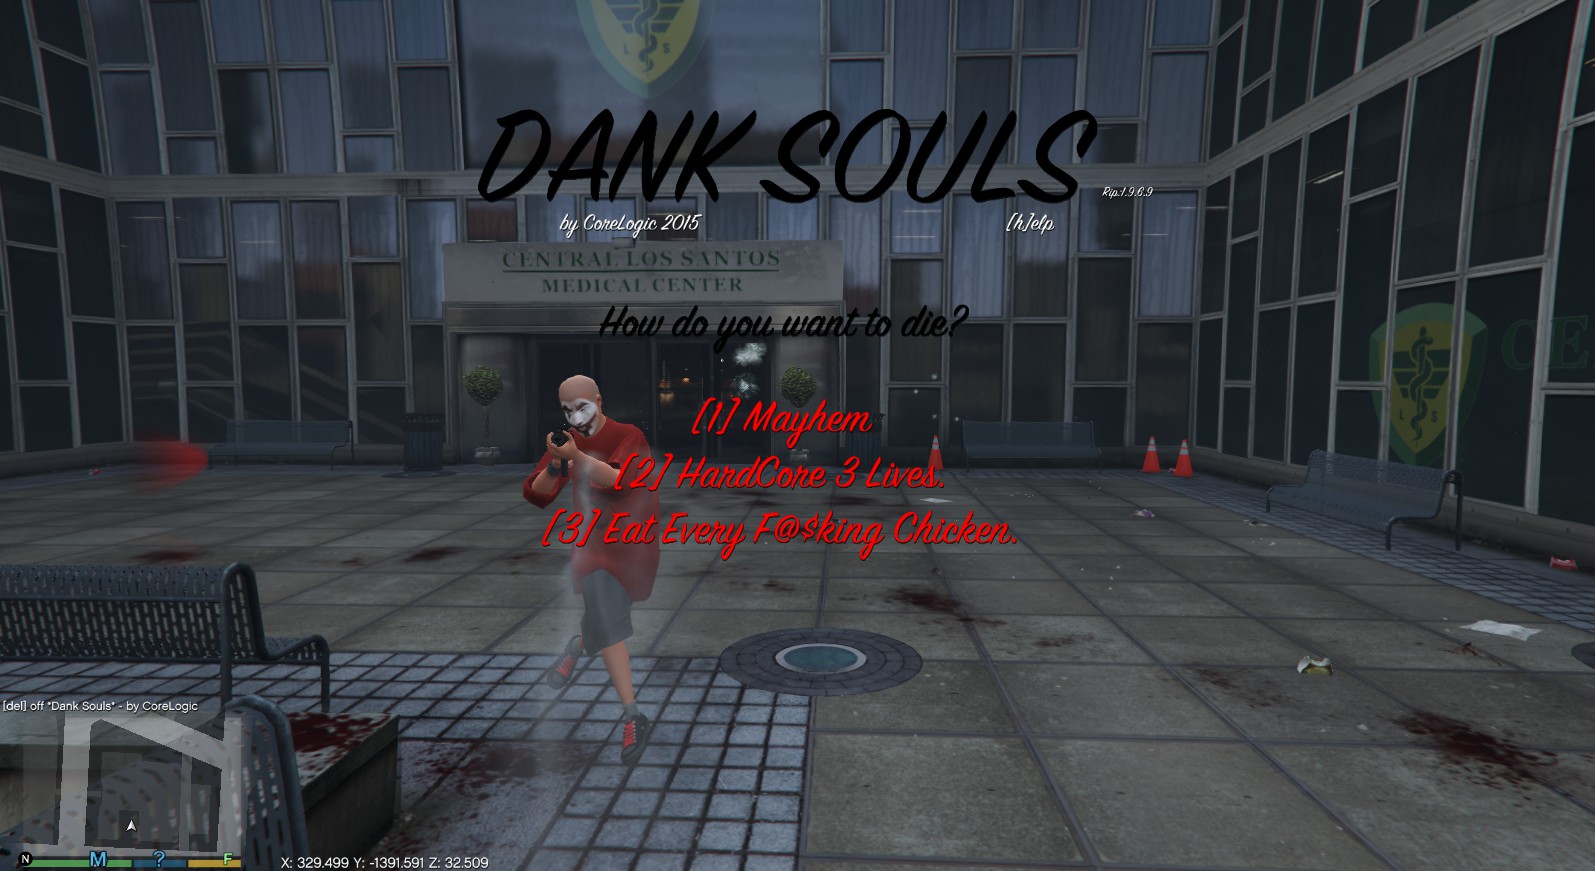 L S
DANK SOULS
Rip:1.9.6.9
by CoreLogic 2015
[h]elp
CENTRAL LOS SANTOS
MEDICAL CENTER
How do you want to die?
CE
[1] Mayhem
[2] HardCore 3 Lives.
L S
[3] Eat Every F@$king Chicken.
[del] off "Dank Souls" - by CoreLogic
N M ? F
X: 329.499 Y: -1391.591 Z: 32.509